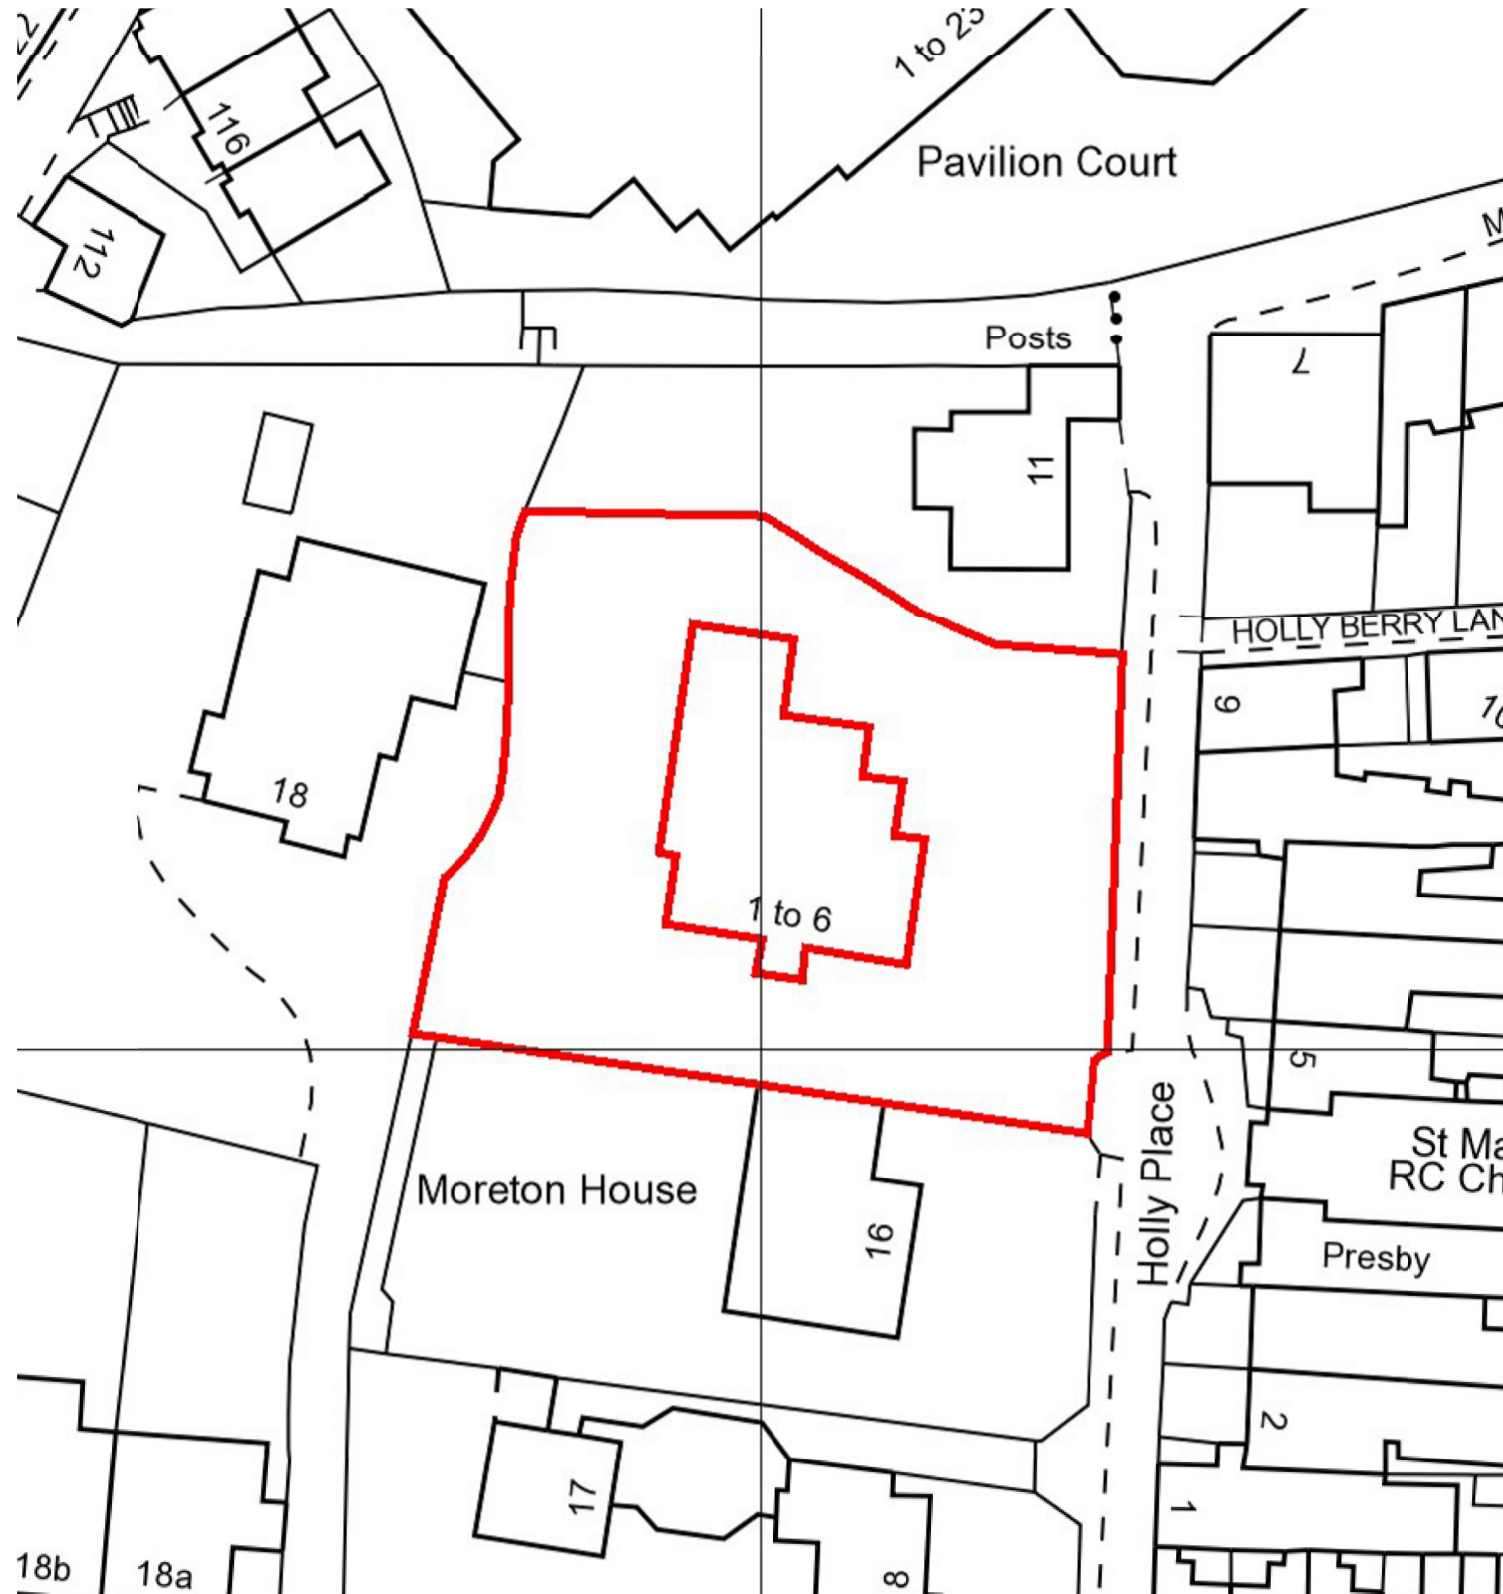 1 to 23
116
Pavilion Court
112
Posts
7
11
HOLLY BERRY LAN
9
10
18
1 to 6
5
Holly Place
St Ma
RC Ch
Moreton House
16
Presby
2
17
1
18b
18a
8